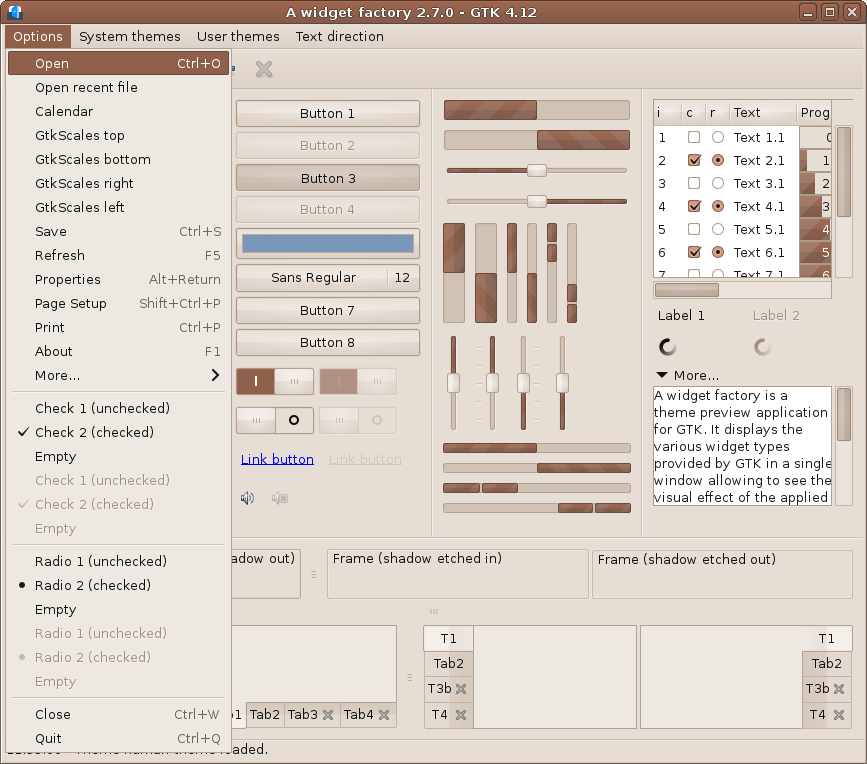 A widget factory 2.7.0 - GTK 4.12
Options System themes User themes Text direction
Open Ctrl+O
Open recent file
Calendar
GtkScales top
GtkScales bottom
GtkScales right
GtkScales left
Save Ctrl+S
Refresh F5
Properties Alt+Return
Page Setup Shift+Ctrl+P
Print Ctrl+P
About F1
More...
Check 1 (unchecked)
Check 2 (checked)
Empty
Check 1 (unchecked)
Check 2 (checked)
Empty
Radio 1 (unchecked)
Radio 2 (checked)
Empty
Radio 1 (unchecked)
Radio 2 (checked)
Empty
Close Ctrl+W
Quit Ctrl+Q
Button 1
Button 2
Button 3
Button 4
Sans Regular 12
Button 7
Button 8
Link button Link button
i c r Text Prog
1 Text 1.1 0
2 Text 2.1 1
3 Text 3.1 2
4 Text 4.1 3
5 Text 5.1 4
6 Text 6.1 5
7 Text 7.1 6
Label 1 Label 2
More...
A widget factory is a
theme preview application
for GTK. It displays the
various widget types
provided by GTK in a single
window allowing to see the
visual effect of the applied
out) Frame (shadow etched in) Frame (shadow etched out)
Tab2 Tab3 Tab4
T1
Tab2
T3b
T4
T1
Tab2
T3b
T4